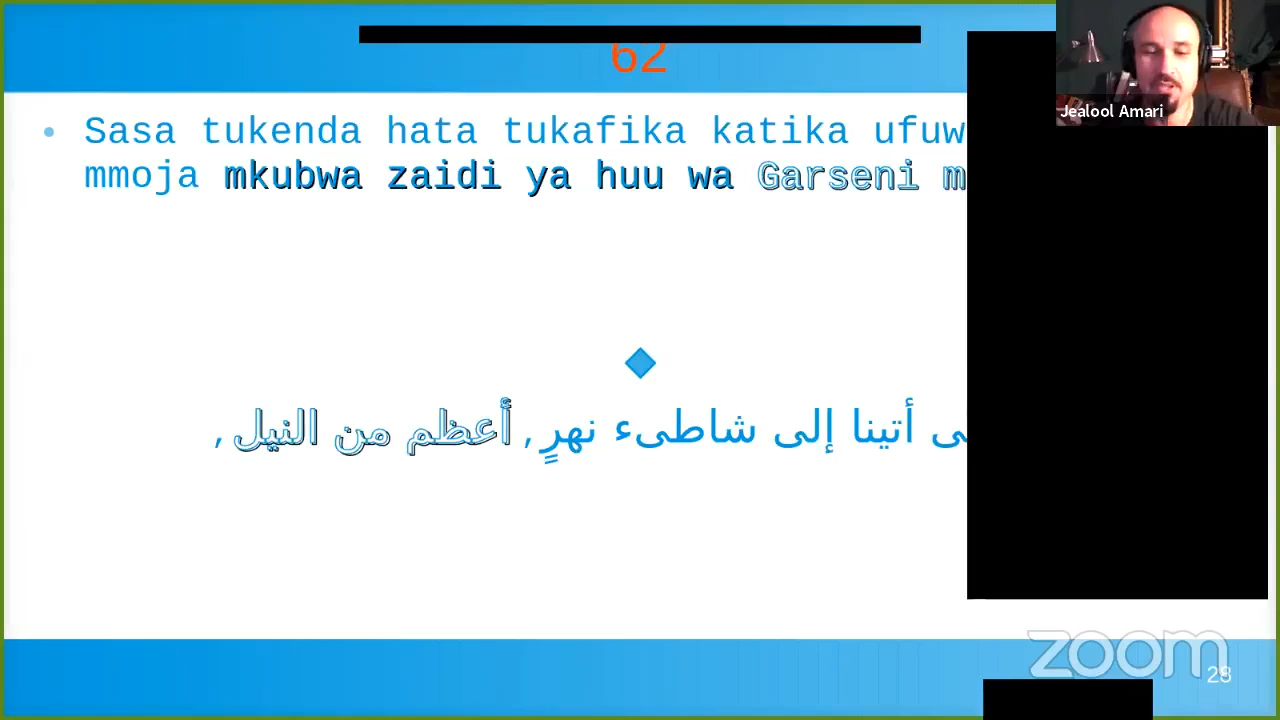 62
Jealool Amari
• Sasa tukenda hata tukafika katika
mmoja mkubwa zaidi ya huu wa Garseni
أتينا إلى شاطىء نهرٍ, أعظم من النيل,
zoom
28